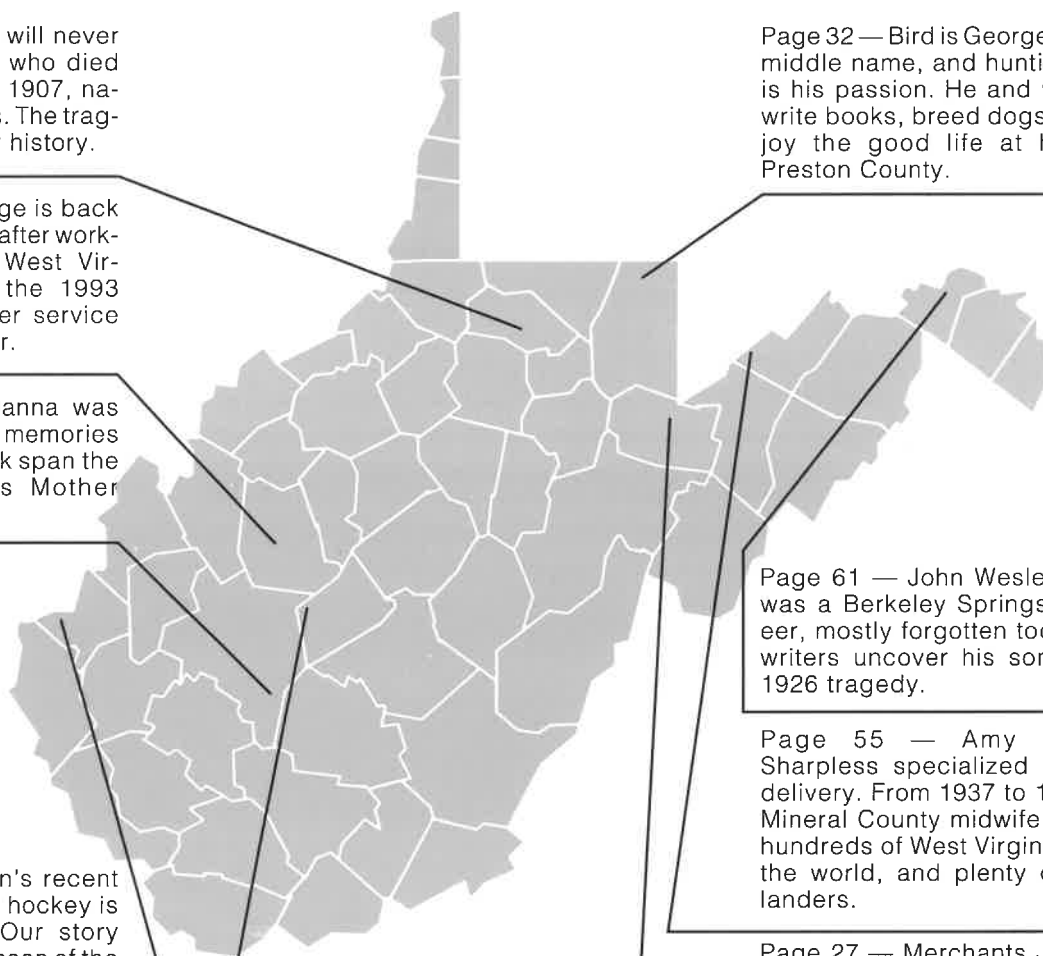 will never
who died
1907, na-
s. The trag-
history.
ge is back
after work-
West Vir-
the 1993
er service
r.
anna was
memories
k span the
s Mother
n's recent
hockey is
Our story
Page 32 — Bird is George
middle name, and hunti
is his passion. He and
write books, breed dogs
joy the good life at h
Preston County.
Page 61 — John Wesle
was a Berkeley Springs
eer, mostly forgotten too
writers uncover his sor
1926 tragedy.
Page 55 — Amy
Sharpless specialized
delivery. From 1937 to 1
Mineral County midwife
hundreds of West Virgin
the world, and plenty
landers.
Page 27 — Merchants